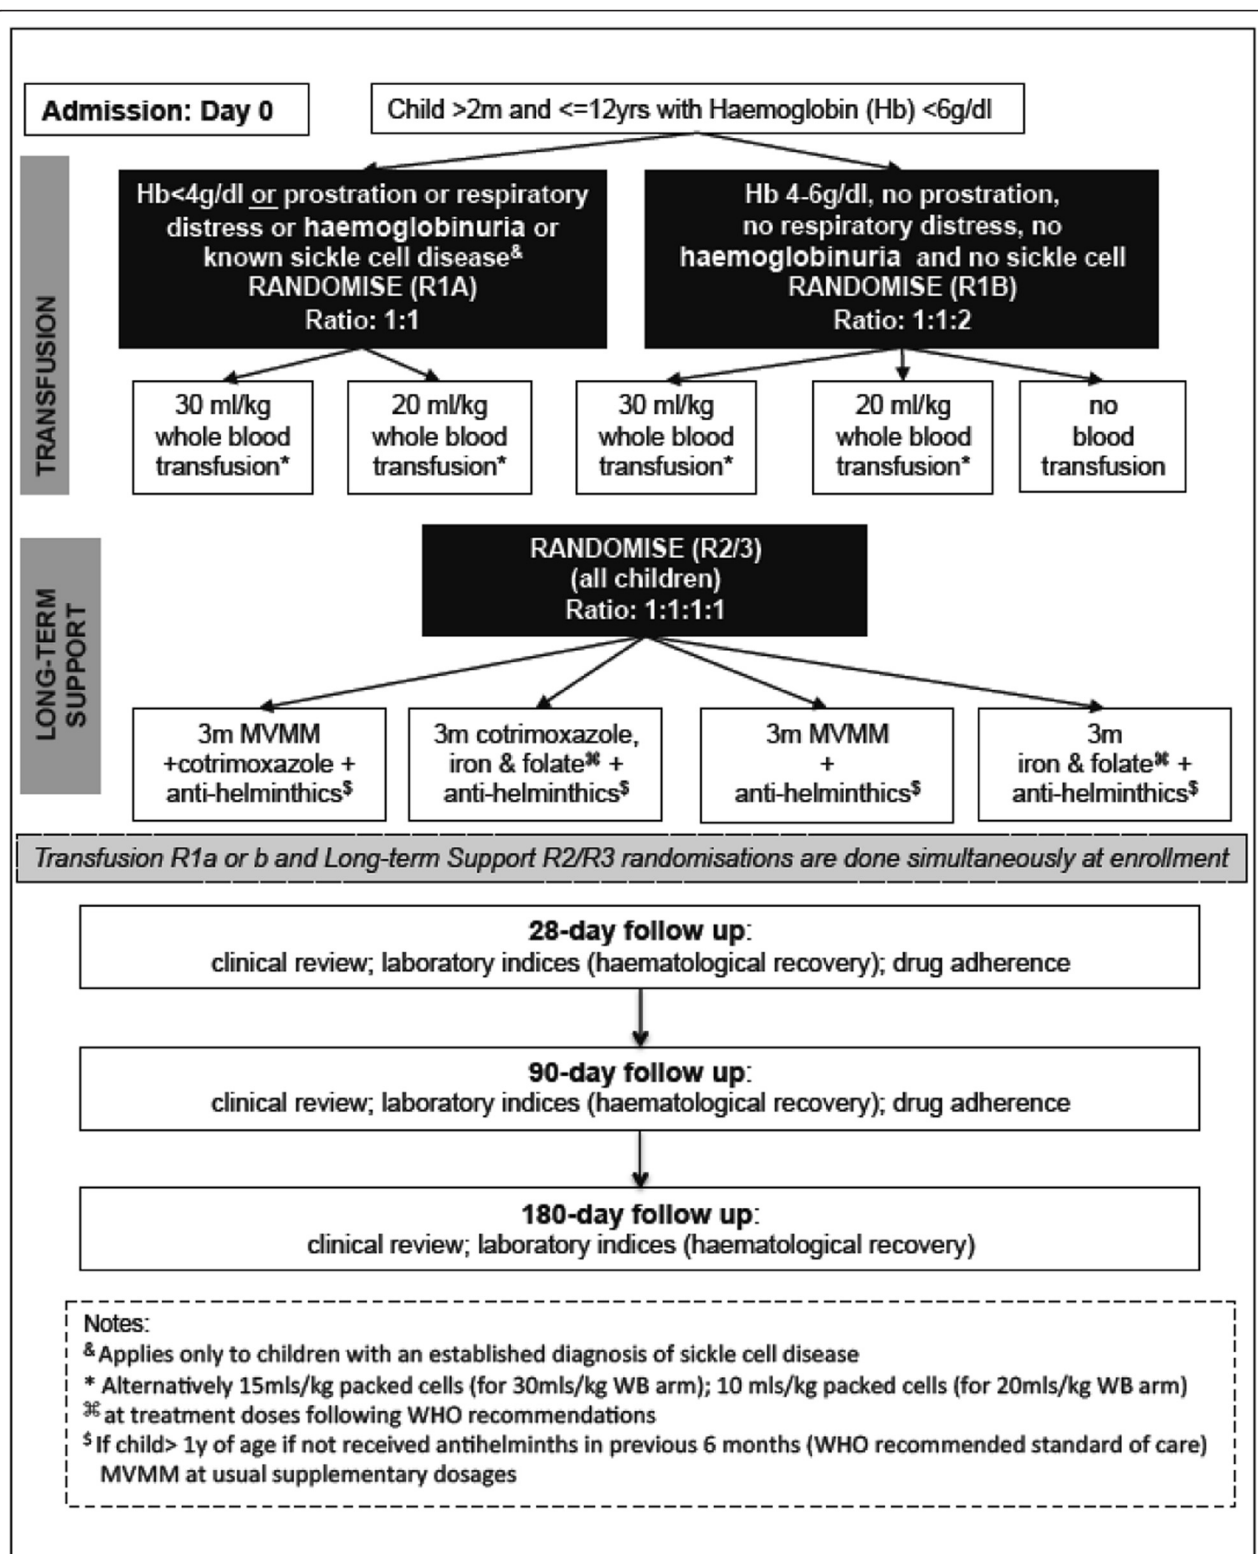 Admission: Day 0
Child >2m and <=12yrs with Haemoglobin (Hb) <6g/dl
TRANSFUSION
Hb<4g/dl or prostration or respiratory
distress or haemoglobinuria or
known sickle cell disease&
RANDOMISE (R1A)
Ratio: 1:1
Hb 4-6g/dl, no prostration,
no respiratory distress, no
haemoglobinuria and no sickle cell
RANDOMISE (R1B)
Ratio: 1:1:2
30 ml/kg
whole blood
transfusion*
20 ml/kg
whole blood
transfusion*
30 ml/kg
whole blood
transfusion*
20 ml/kg
whole blood
transfusion*
no
blood
transfusion
LONG-TERM
SUPPORT
RANDOMISE (R2/3)
(all children)
Ratio: 1:1:1:1
3m MVMM
+cotrimoxazole +
anti-helminthics$
3m cotrimoxazole,
iron & folate⌘ +
anti-helminthics$
3m MVMM
+
anti-helminthics$
3m
iron & folate⌘ +
anti-helminthics$
Transfusion R1a or b and Long-term Support R2/R3 randomisations are done simultaneously at enrollment
28-day follow up:
clinical review; laboratory indices (haematological recovery); drug adherence
90-day follow up:
clinical review; laboratory indices (haematological recovery); drug adherence
180-day follow up:
clinical review; laboratory indices (haematological recovery)
Notes:
& Applies only to children with an established diagnosis of sickle cell disease
* Alternatively 15mls/kg packed cells (for 30mls/kg WB arm); 10 mls/kg packed cells (for 20mls/kg WB arm)
⌘ at treatment doses following WHO recommendations
$ If child> 1y of age if not received antihelminths in previous 6 months (WHO recommended standard of care)
MVMM at usual supplementary dosages